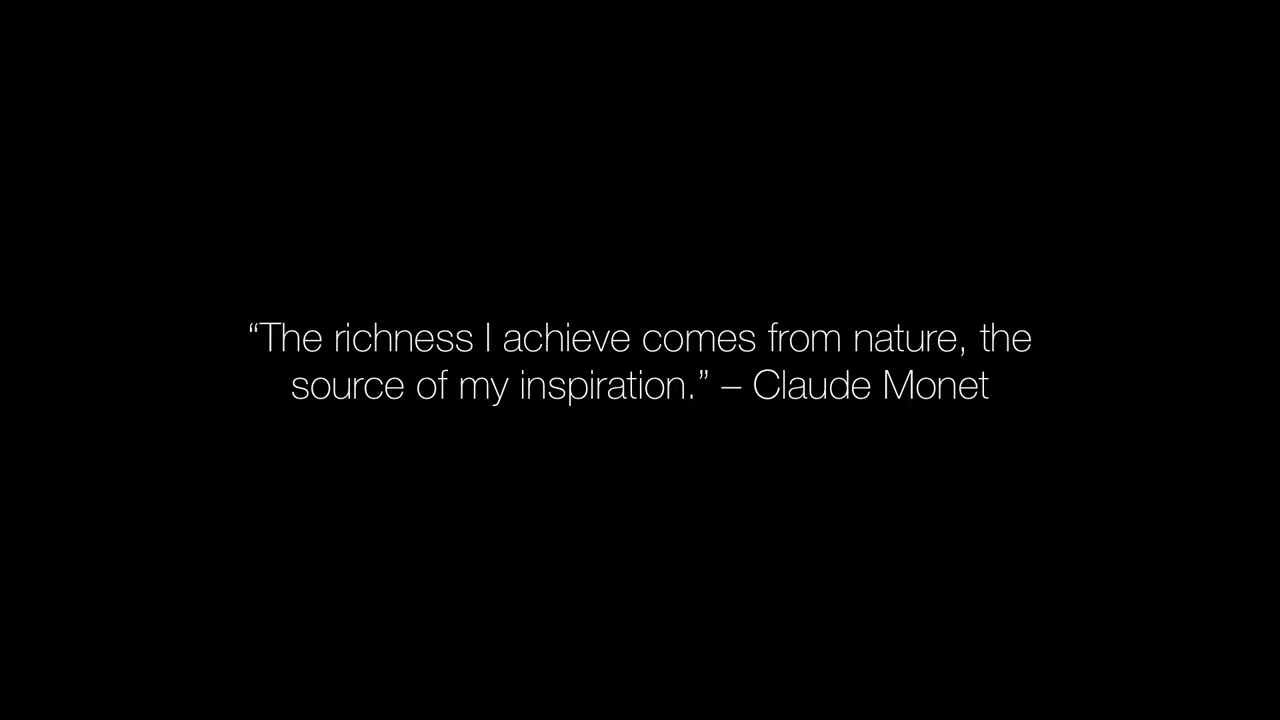 “The richness I achieve comes from nature, the
source of my inspiration.” – Claude Monet